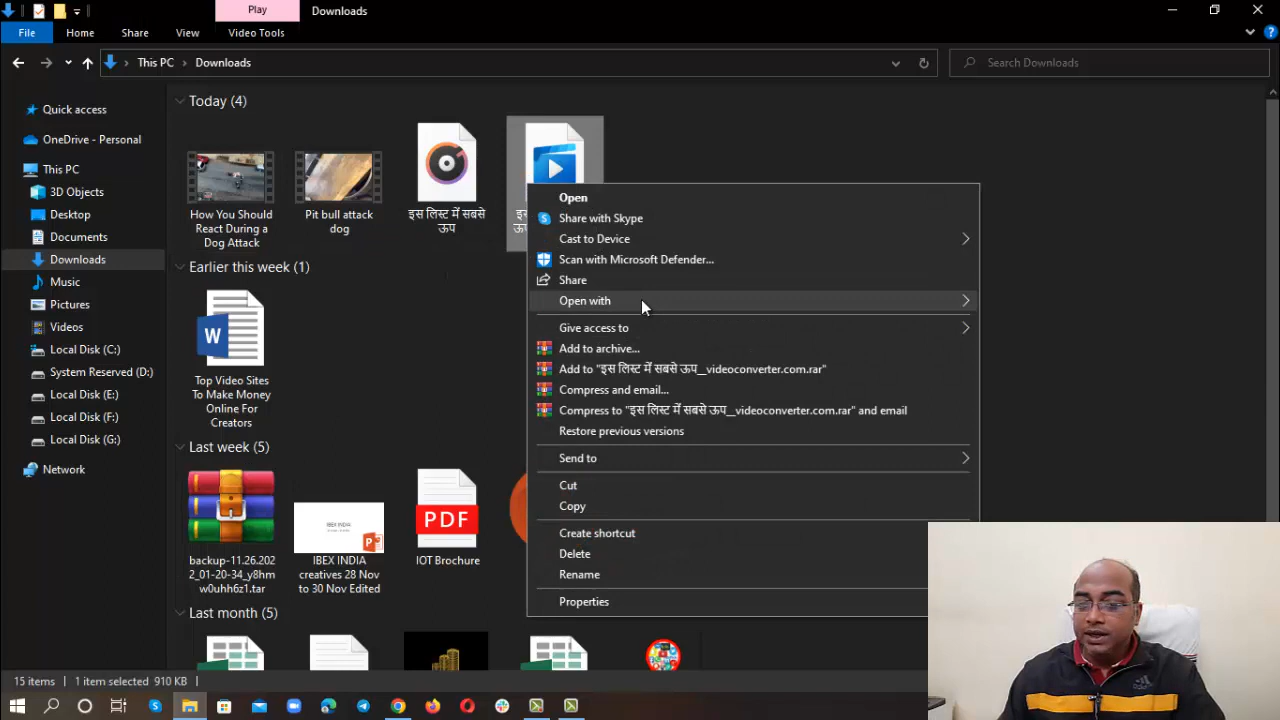 Play
Downloads
File
Home
Share
View
Video Tools
This PC
Downloads
Search Downloads
Quick access
OneDrive - Personal
This PC
3D Objects
Desktop
Documents
Downloads
Music
Pictures
Videos
Local Disk (C:)
System Reserved (D:)
Local Disk (E:)
Local Disk (F:)
Local Disk (G:)
Network
Today (4)
How You Should
React During a
Dog Attack
Pit bull attack
dog
इस लिस्ट में सबसे
ऊप
Earlier this week (1)
W
Top Video Sites
To Make Money
Online For
Creators
Last week (5)
backup-11.26.202
2_01-20-34_y8hm
w0uhh6z1.tar
IBEX INDIA
IBEX INDIA
creatives 28 Nov
to 30 Nov Edited
PDF
IOT Brochure
Last month (5)
Open
Share with Skype
Cast to Device
Scan with Microsoft Defender...
Share
Open with
Give access to
Add to archive...
Add to "इस लिस्ट में सबसे ऊप__videoconverter.com.rar"
Compress and email...
Compress to "इस लिस्ट में सबसे ऊप__videoconverter.com.rar" and email
Restore previous versions
Send to
Cut
Copy
Create shortcut
Delete
Rename
Properties
15 items
1 item selected 910 KB